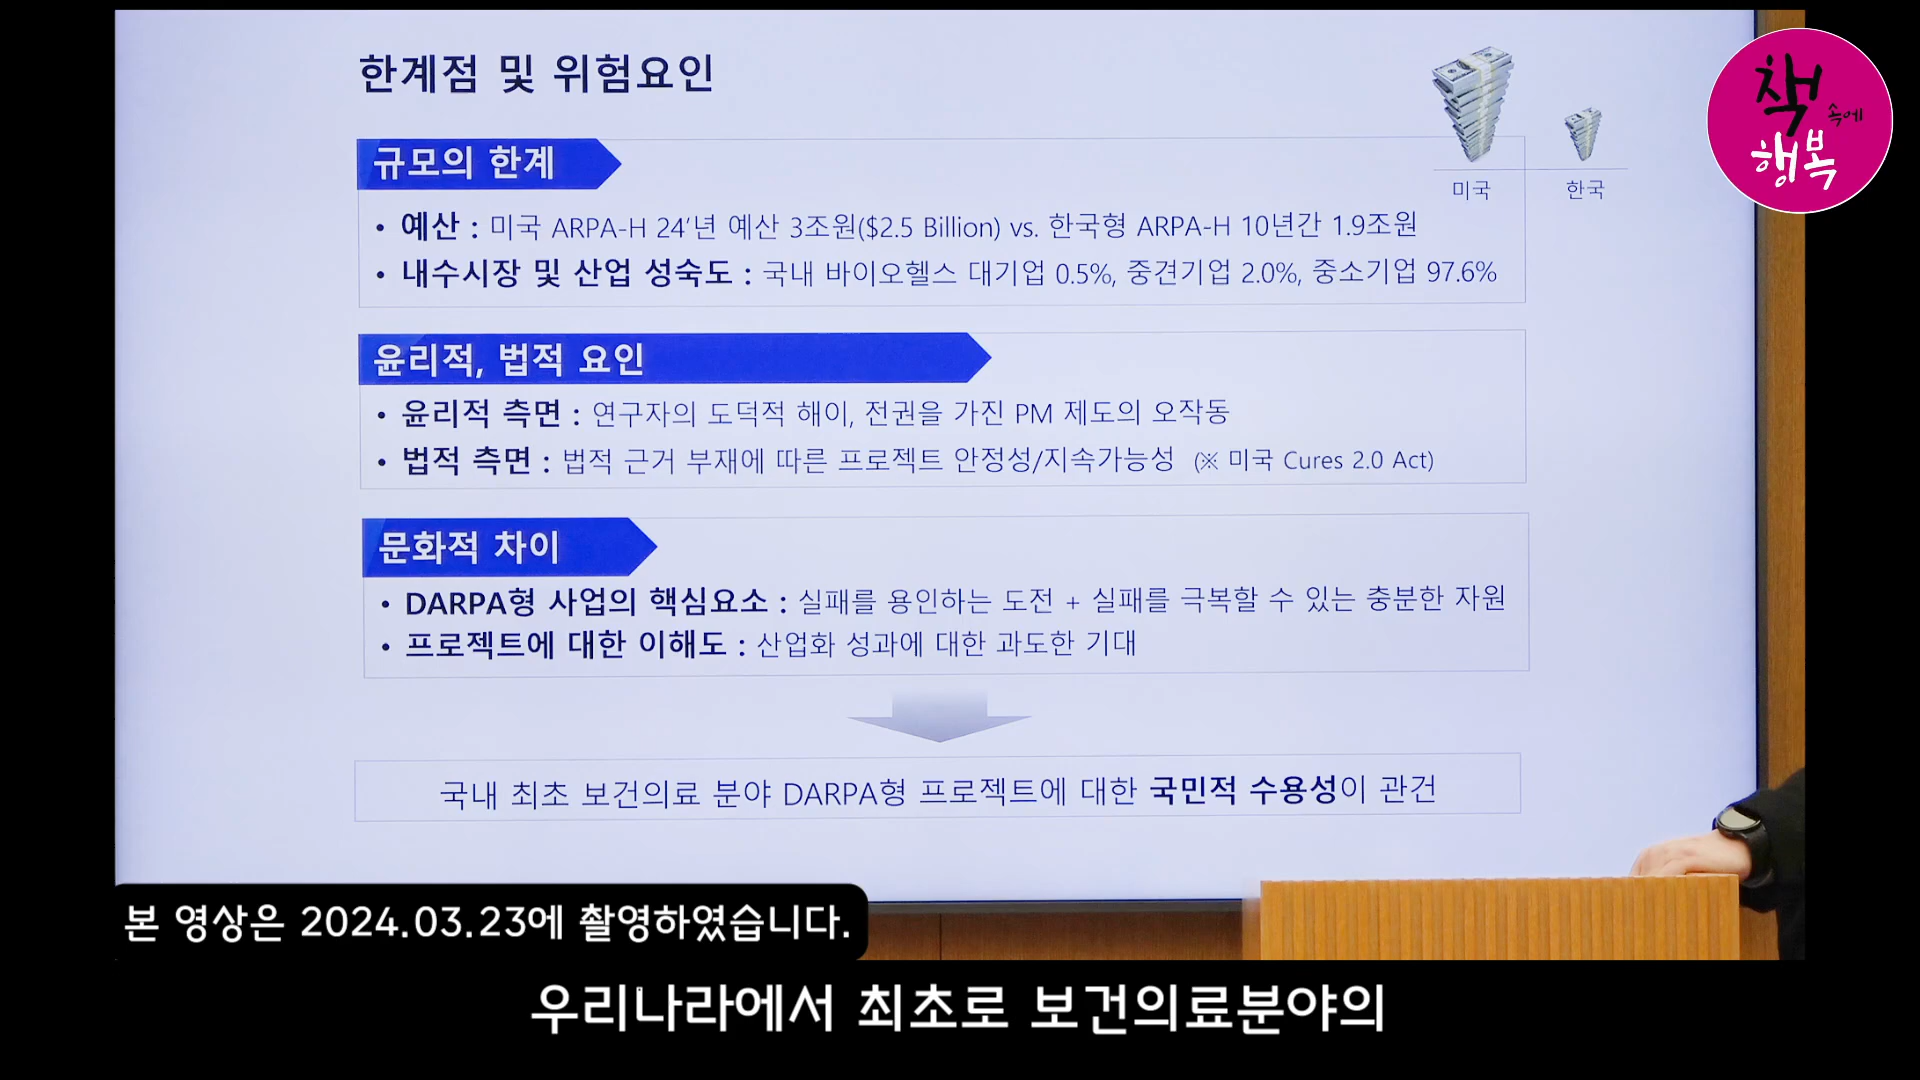 한계점 및 위험요인
미국
한국
책
속에
행복
규모의 한계
• 예산 : 미국 ARPA-H 24'년 예산 3조원($2.5 Billion) vs. 한국형 ARPA-H 10년간 1.9조원
• 내수시장 및 산업 성숙도 : 국내 바이오헬스 대기업 0.5%, 중견기업 2.0%, 중소기업 97.6%
윤리적, 법적 요인
• 윤리적 측면 : 연구자의 도덕적 해이, 전권을 가진 PM 제도의 오작동
• 법적 측면 : 법적 근거 부재에 따른 프로젝트 안정성/지속가능성 (※ 미국 Cures 2.0 Act)
문화적 차이
• DARPA형 사업의 핵심요소 : 실패를 용인하는 도전 + 실패를 극복할 수 있는 충분한 자원
• 프로젝트에 대한 이해도 : 산업화 성과에 대한 과도한 기대
국내 최초 보건의료 분야 DARPA형 프로젝트에 대한 국민적 수용성이 관건
본 영상은 2024.03.23에 촬영하였습니다.
우리나라에서 최초로 보건의료분야의